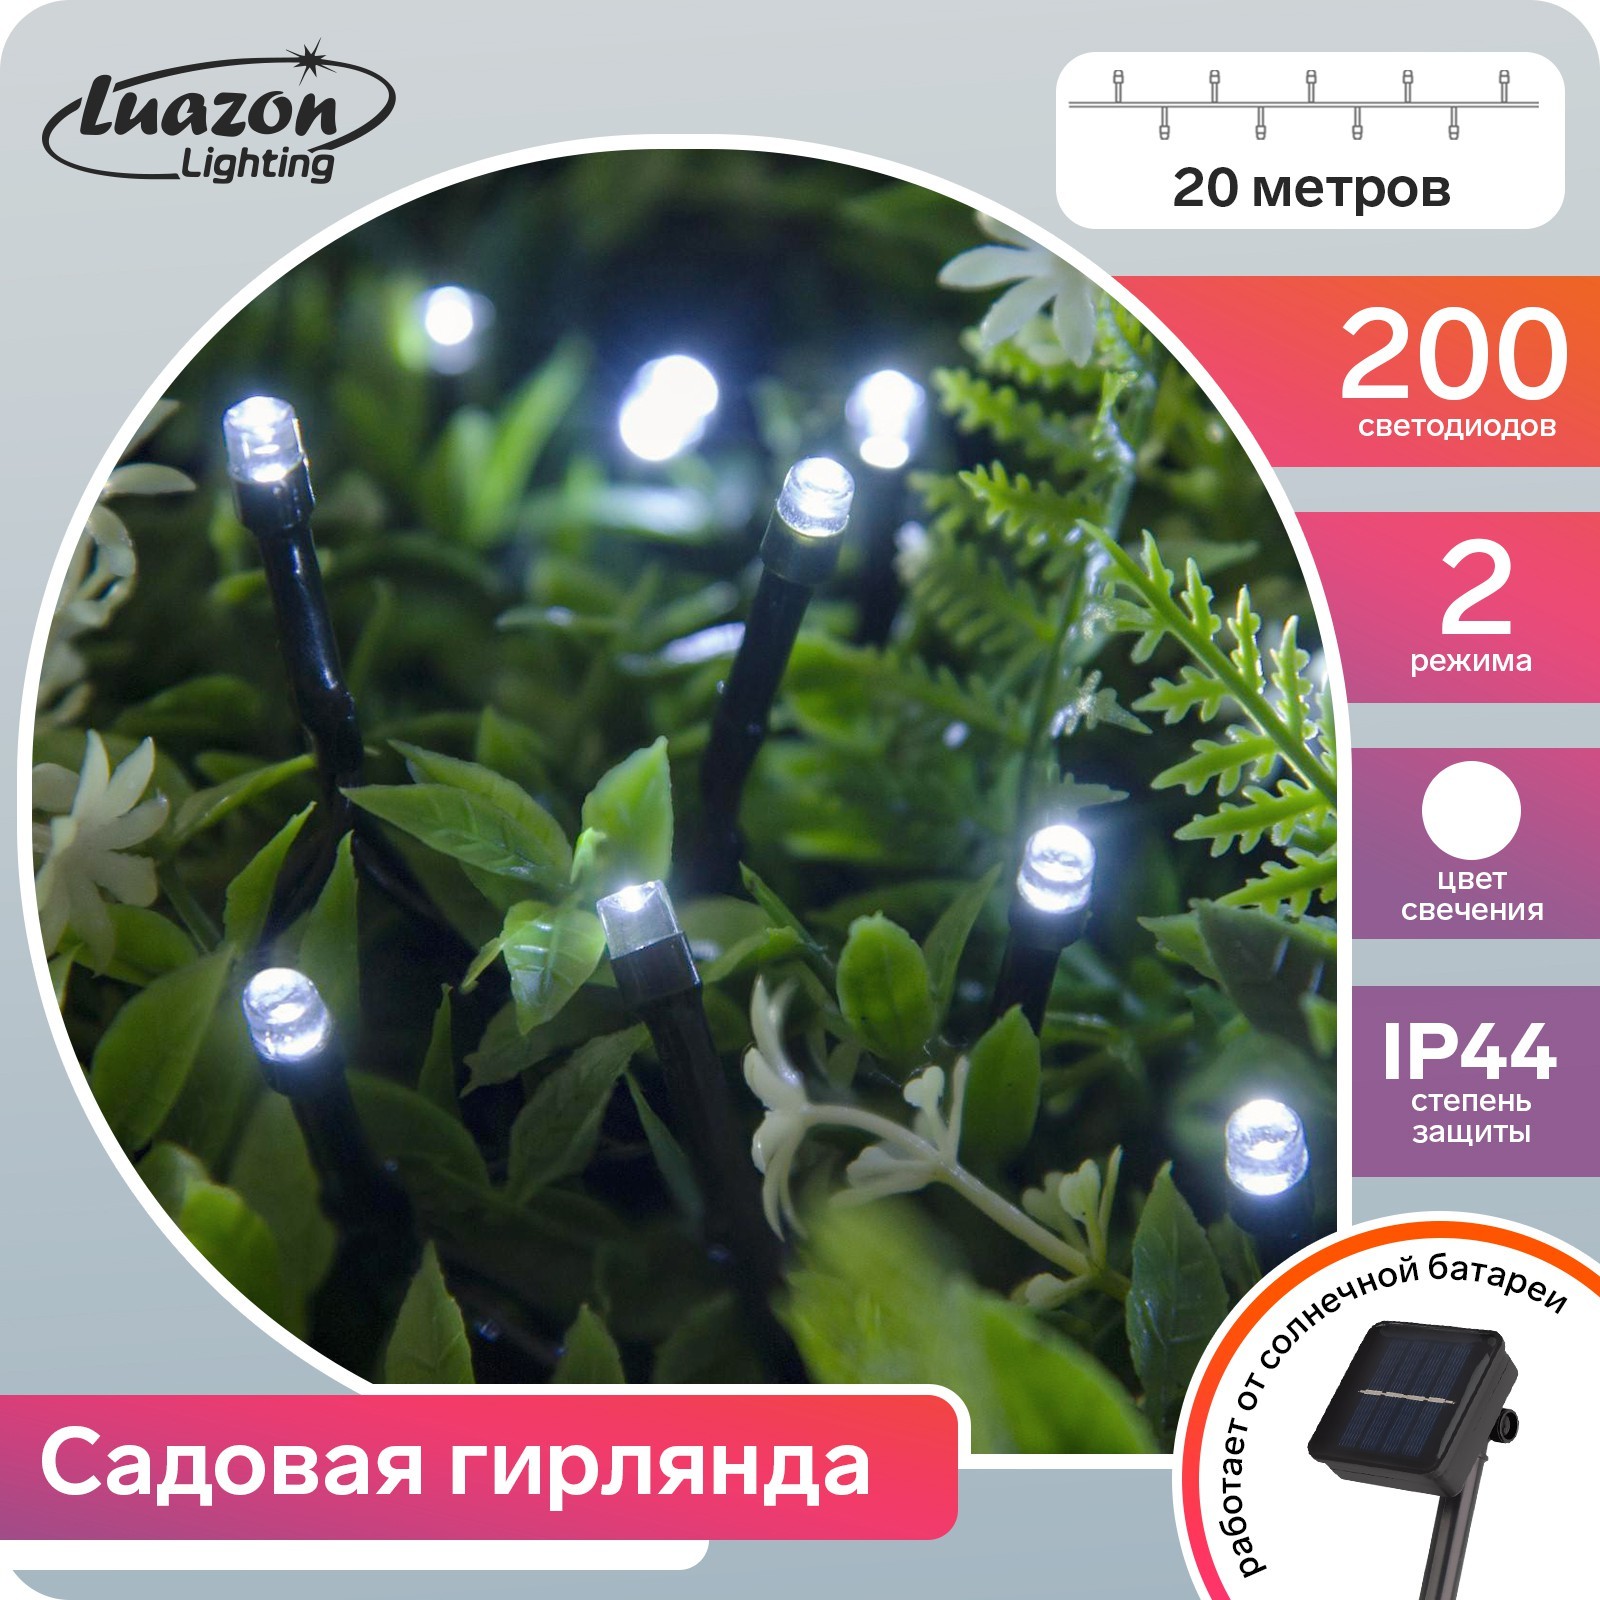 Luazon
Lighting
20 метров
200
светодиодов
2
режима
цвет
свечения
IP44
степень
защиты
работает от солнечной батареи
Садовая гирлянда